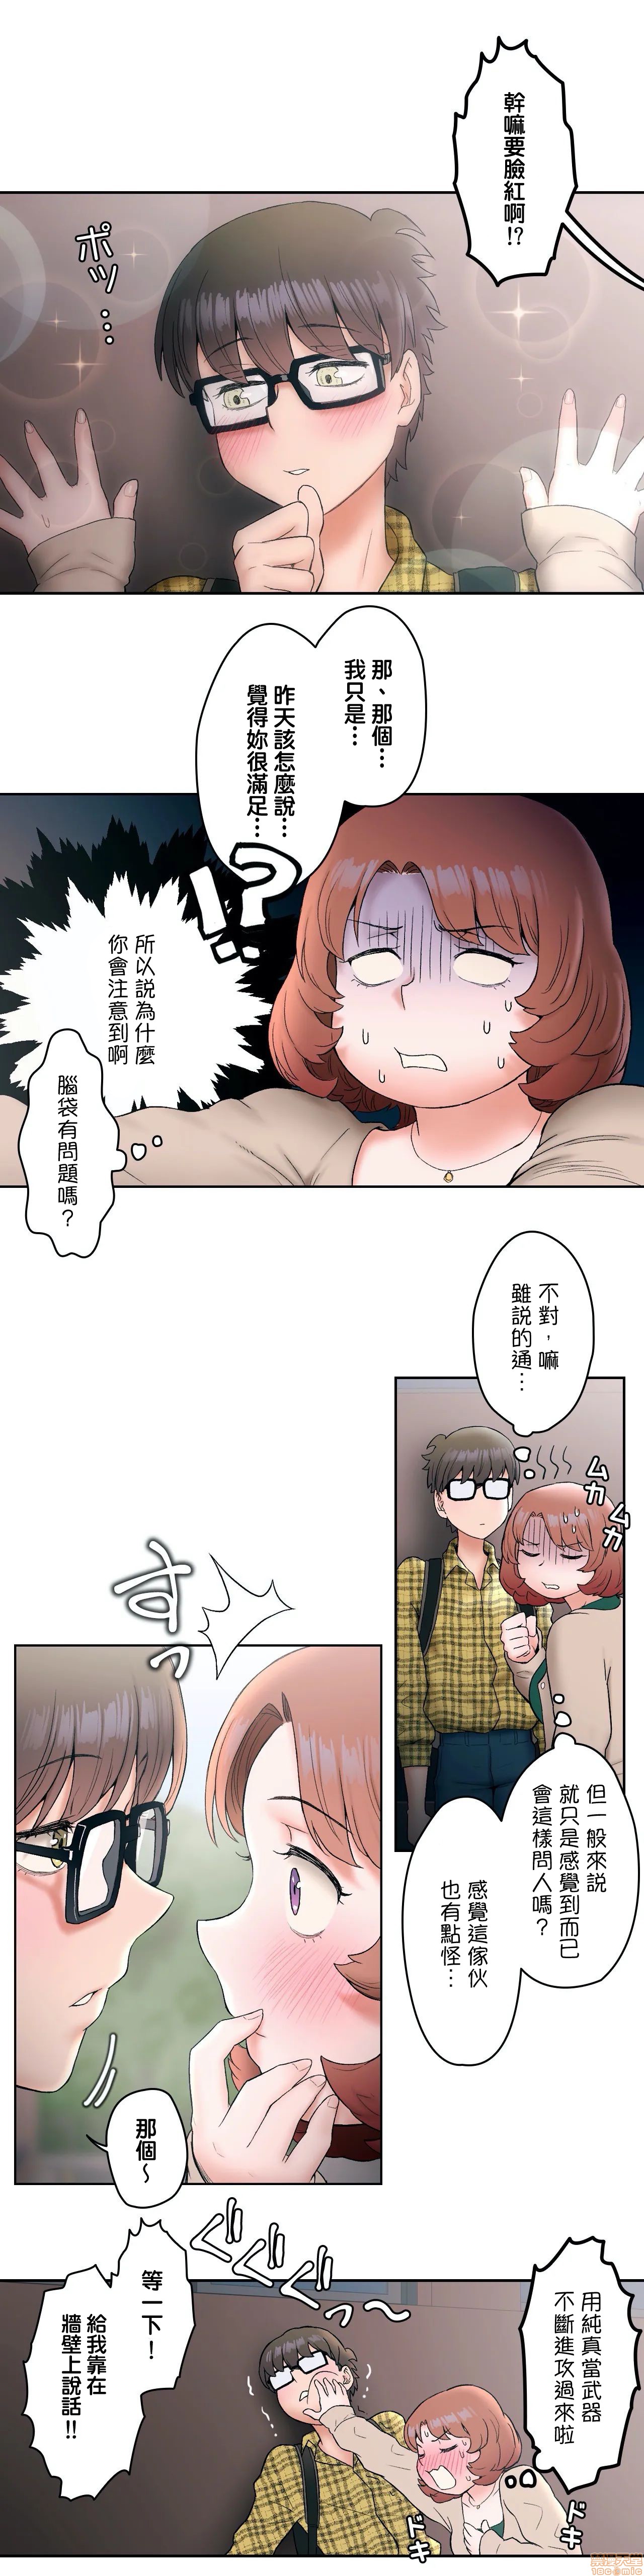 幹嘛要臉紅啊!?
ポッ…
那、那個…
我只是…
昨天該怎麼說…
覺得妳很滿足…
!?
所以說為什麼
你會注意到啊
腦袋有問題嗎？
不對，嘛
雖説的通…
ムカムカ
但一般來說
就只是感覺到而已
會這樣問人嗎？
感覺這傢伙
也有點怪…
すっ
那個～
用純真當武器
不斷進攻過來啦
ぐぐぐっ～
等一下！
給我靠在
牆壁上說話!!
ドキ
ドキ